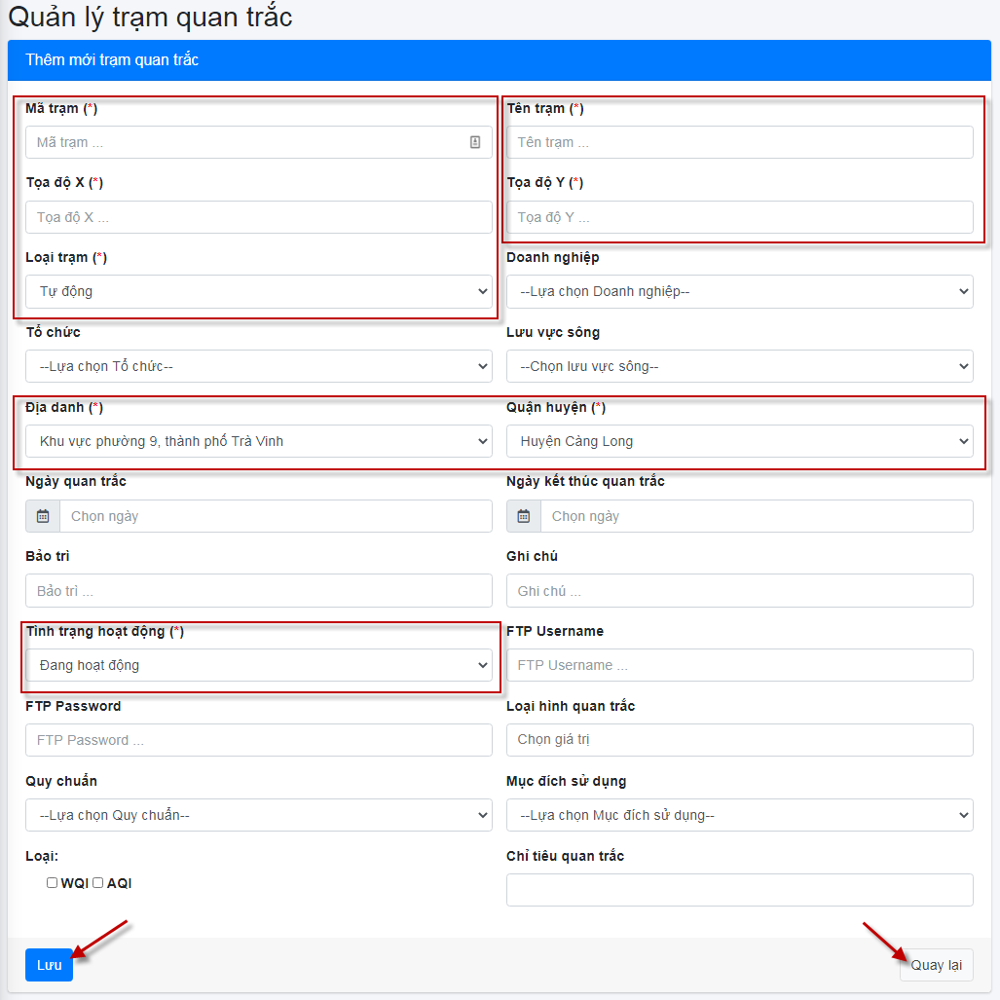 Quản lý trạm quan trắc
Thêm mới trạm quan trắc
Mã trạm (*)
Tên trạm (*)
Mã trạm ...
Tên trạm ...
Tọa độ X (*)
Tọa độ Y (*)
Tọa độ X ...
Tọa độ Y ...
Loại trạm (*)
Doanh nghiệp
Tự động
--Lựa chọn Doanh nghiệp--
Tổ chức
Lưu vực sông
--Lựa chọn Tổ chức--
--Chọn lưu vực sông--
Địa danh (*)
Quận huyện (*)
Khu vực phường 9, thành phố Trà Vinh
Huyện Càng Long
Ngày quan trắc
Ngày kết thúc quan trắc
Chọn ngày
Chọn ngày
Bảo trì
Ghi chú
Bảo trì ...
Ghi chú ...
Tình trạng hoạt động (*)
FTP Username
Đang hoạt động
FTP Username ...
FTP Password
Loại hình quan trắc
FTP Password ...
Chọn giá trị
Quy chuẩn
Mục đích sử dụng
--Lựa chọn Quy chuẩn--
--Lựa chọn Mục đích sử dụng--
Loại:
Chỉ tiêu quan trắc
WQI AQI
Lưu
Quay lại